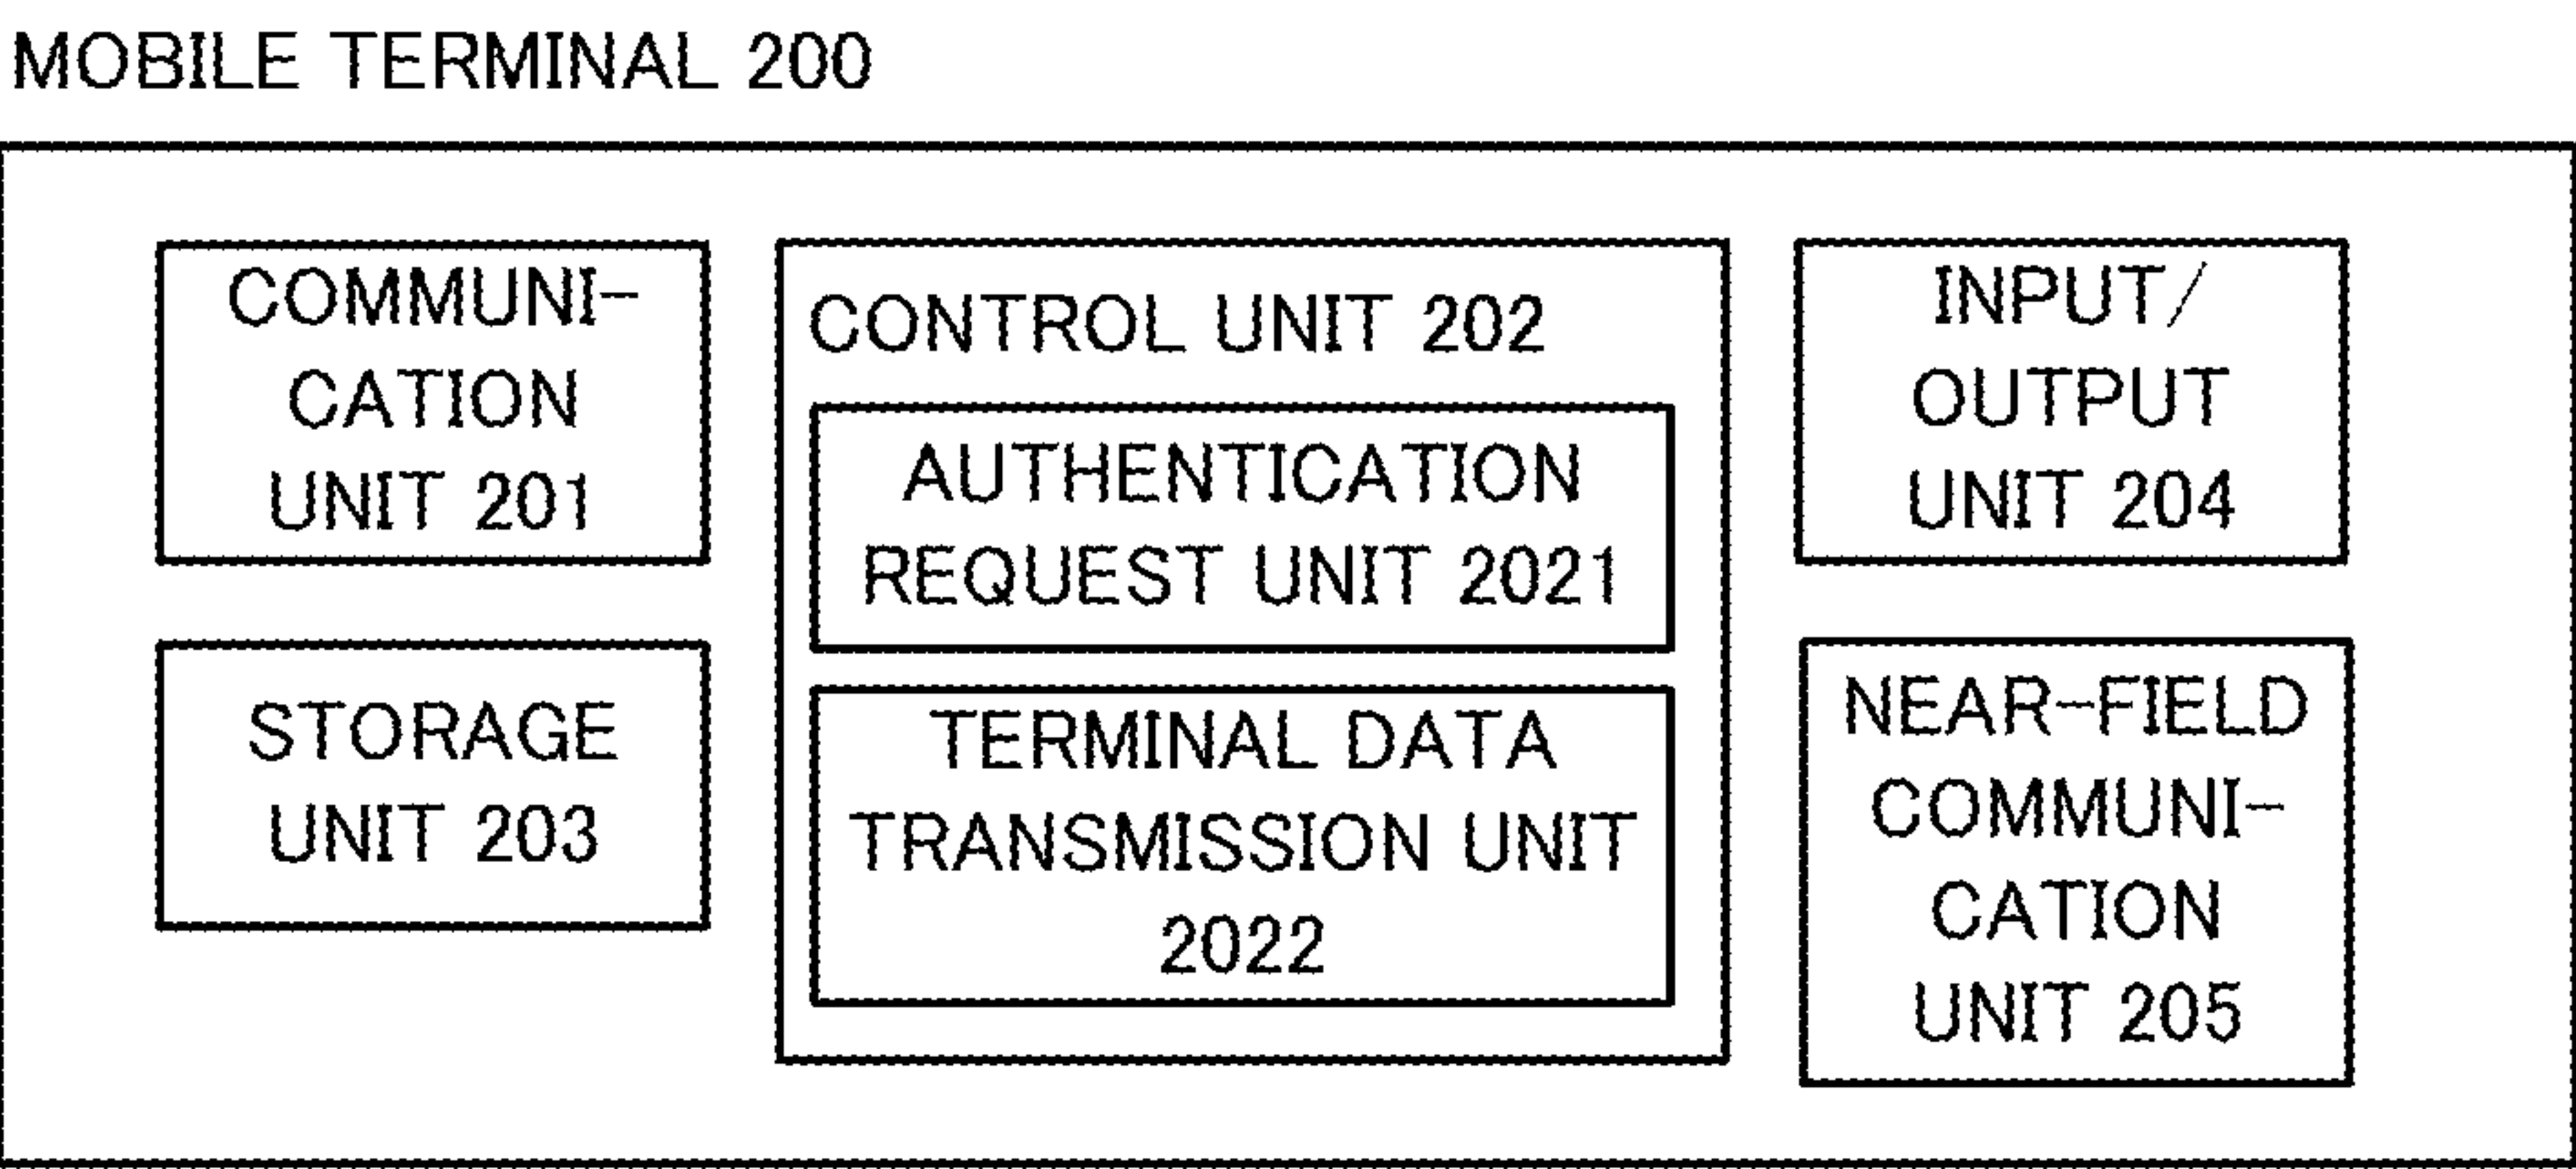 MOBILE TERMINAL 200
COMMUNI-
CATION
UNIT 201
STORAGE
UNIT 203
CONTROL UNIT 202
AUTHENTICATION
REQUEST UNIT 2021
TERMINAL DATA
TRANSMISSION UNIT
2022
INPUT/
OUTPUT
UNIT 204
NEAR-FIELD
COMMUNI-
CATION
UNIT 205